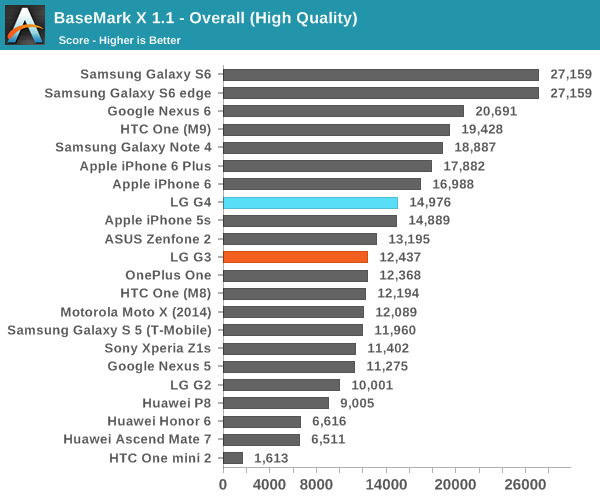 BaseMark X 1.1 - Overall (High Quality)
Score - Higher is Better
Samsung Galaxy S6 27,159
Samsung Galaxy S6 edge 27,159
Google Nexus 6 20,691
HTC One (M9) 19,428
Samsung Galaxy Note 4 18,887
Apple iPhone 6 Plus 17,882
Apple iPhone 6 16,988
LG G4 14,976
Apple iPhone 5s 14,889
ASUS Zenfone 2 13,195
LG G3 12,437
OnePlus One 12,368
HTC One (M8) 12,194
Motorola Moto X (2014) 12,089
Samsung Galaxy S 5 (T-Mobile) 11,960
Sony Xperia Z1s 11,402
Google Nexus 5 11,275
LG G2 10,001
Huawei P8 9,005
Huawei Honor 6 6,616
Huawei Ascend Mate 7 6,511
HTC One mini 2 1,613
0 4000 8000 14000 20000 26000